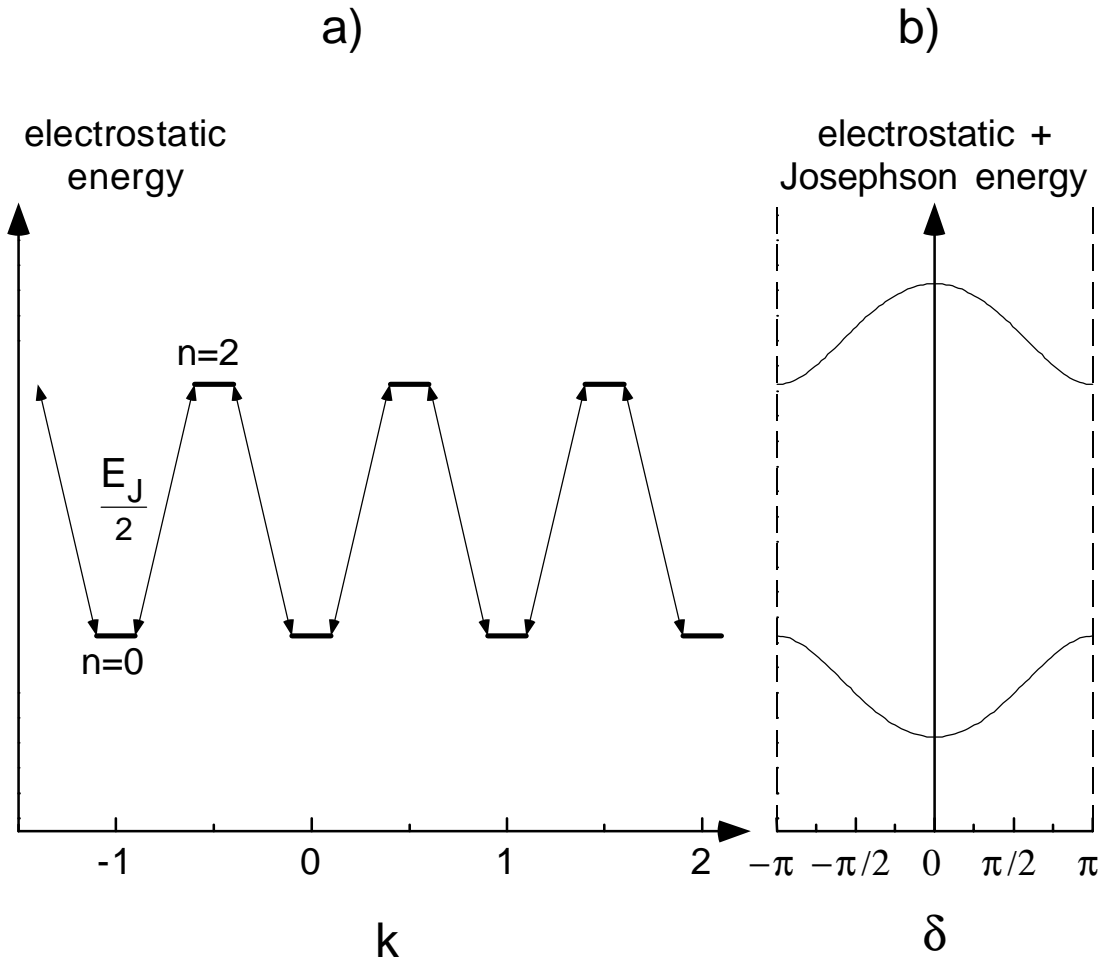 a)
electrostatic
energy
n=2
E_J
2
n=0
-1 0 1 2
k
b)
electrostatic +
Josephson energy
−π −π/2 0 π/2 π
δ